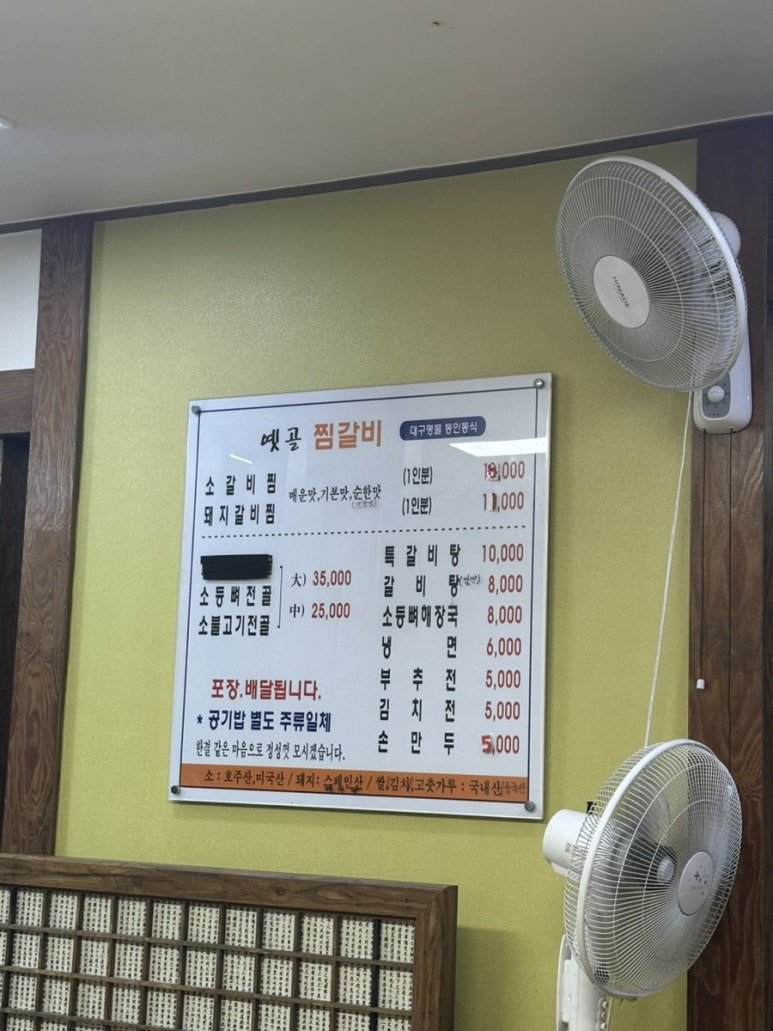 옛골 찜갈비 대구명물 동인동식
소갈비찜 (1인분) 18,000
매운맛,기본맛,순한맛
돼지갈비찜 (1인분) 11,000
특갈비탕 10,000
大) 35,000
갈비탕 8,000
소등뼈전골
소등뼈해장국 8,000
中) 25,000
소불고기전골
냉면 6,000
부추전 5,000
포장.배달됩니다.
김치전 5,000
* 공기밥 별도 주류일체
손만두 5,000
한결 같은 마음으로 정성껏 모시겠습니다.
소 : 호주산,미국산 / 돼지: 스페인산 / 쌀,김치,고춧가루 : 국내산
HIMADE